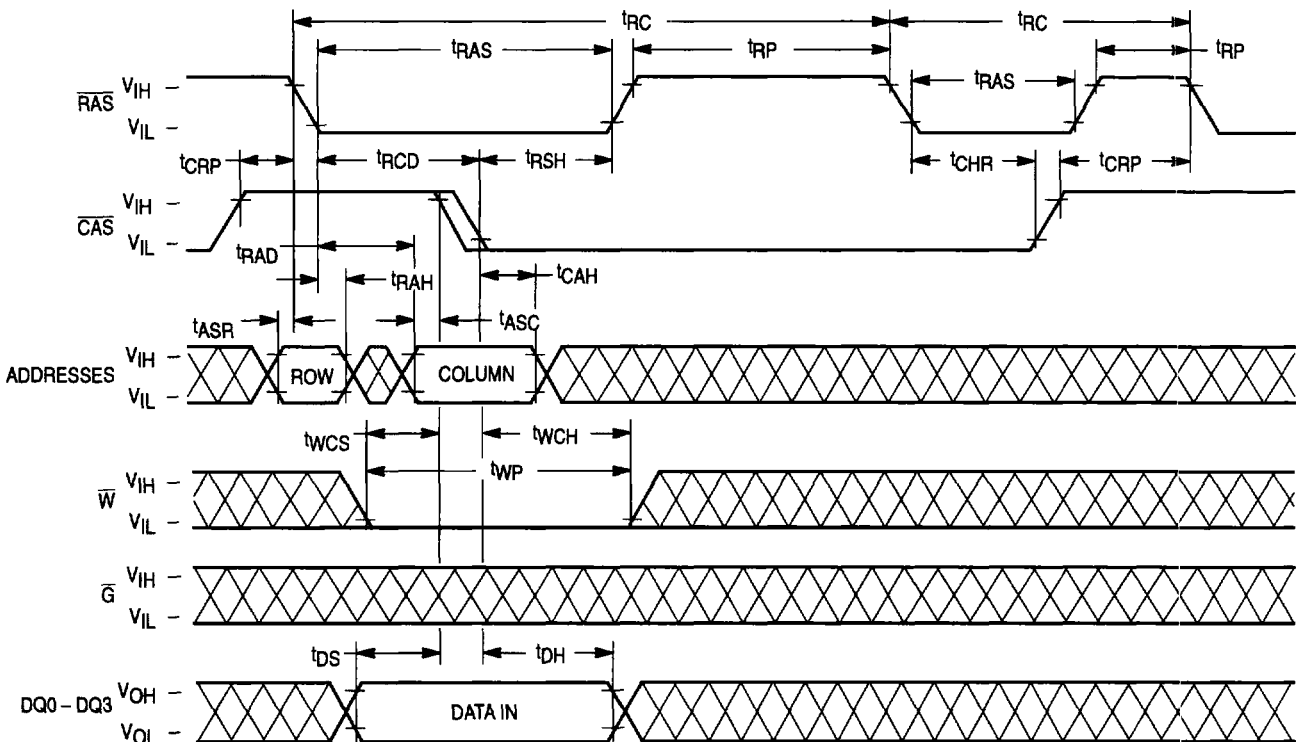 tRC tRC
tRAS tRP tRP
tRAS
RAS VIH –
VIL –
tCRP tRCD tRSH tCHR tCRP
CAS VIH –
VIL –
tRAD
tRAH tCAH
tASR tASC
ADDRESSES VIH –
VIL –
ROW COLUMN
tWCS tWCH
tWP
W VIH –
VIL –
G VIH –
VIL –
tDS tDH
DQ0 – DQ3 VOH –
VOL –
DATA IN